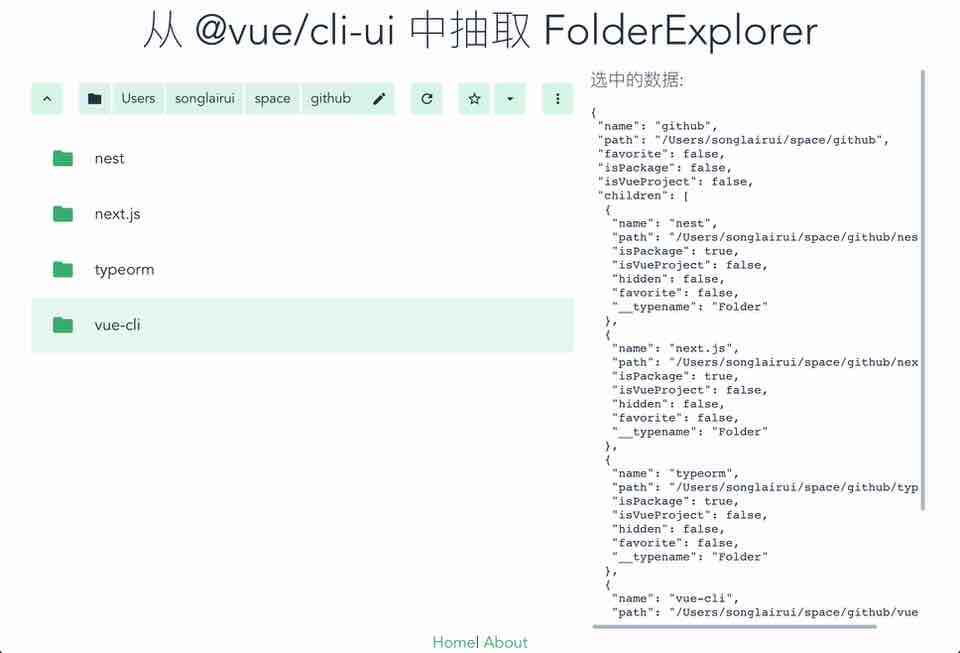 从 @vue/cli-ui 中抽取 FolderExplorer
Users songlairui space github
nest
next.js
typeorm
vue-cli
选中的数据:
{
"name": "github",
"path": "/Users/songlairui/space/github",
"favorite": false,
"isPackage": false,
"isVueProject": false,
"children": [
{
"name": "nest",
"path": "/Users/songlairui/space/github/nes
"isPackage": true,
"isVueProject": false,
"hidden": false,
"favorite": false,
"__typename": "Folder"
},
{
"name": "next.js",
"path": "/Users/songlairui/space/github/nex
"isPackage": true,
"isVueProject": false,
"hidden": false,
"favorite": false,
"__typename": "Folder"
},
{
"name": "typeorm",
"path": "/Users/songlairui/space/github/typ
"isPackage": true,
"isVueProject": false,
"hidden": false,
"favorite": false,
"__typename": "Folder"
},
{
"name": "vue-cli",
"path": "/Users/songlairui/space/github/vue
Home| About